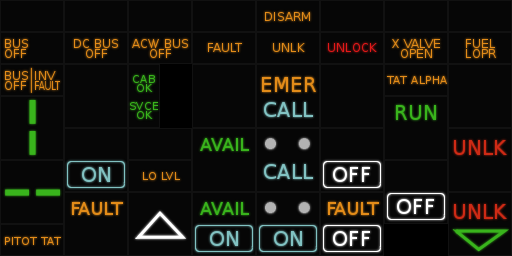 DISARM
BUS OFF
DC BUS OFF
ACW BUS OFF
FAULT
UNLK
UNLOCK
X VALVE OPEN
FUEL LOPR
BUS OFF
INV FAULT
CAB OK
SVCE OK
EMER
CALL
TAT ALPHA
RUN
AVAIL
UNLK
ON
LO LVL
CALL
OFF
FAULT
AVAIL
FAULT
OFF
UNLK
PITOT TAT
ON
ON
OFF